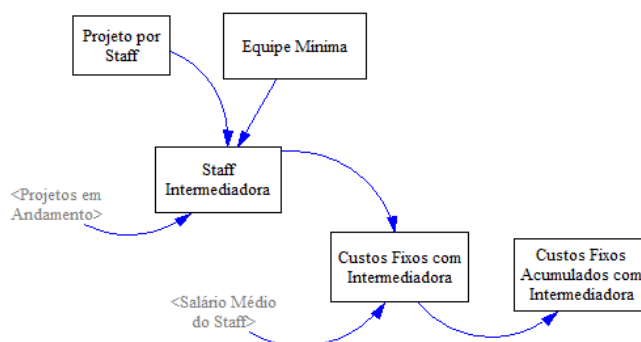 Projeto por
Staff
Equipe Mínima
Staff
Intermediadora
<Projetos em
Andamento>
Custos Fixos com
Intermediadora
Custos Fixos
Acumulados com
Intermediadora
<Salário Médio
do Staff>